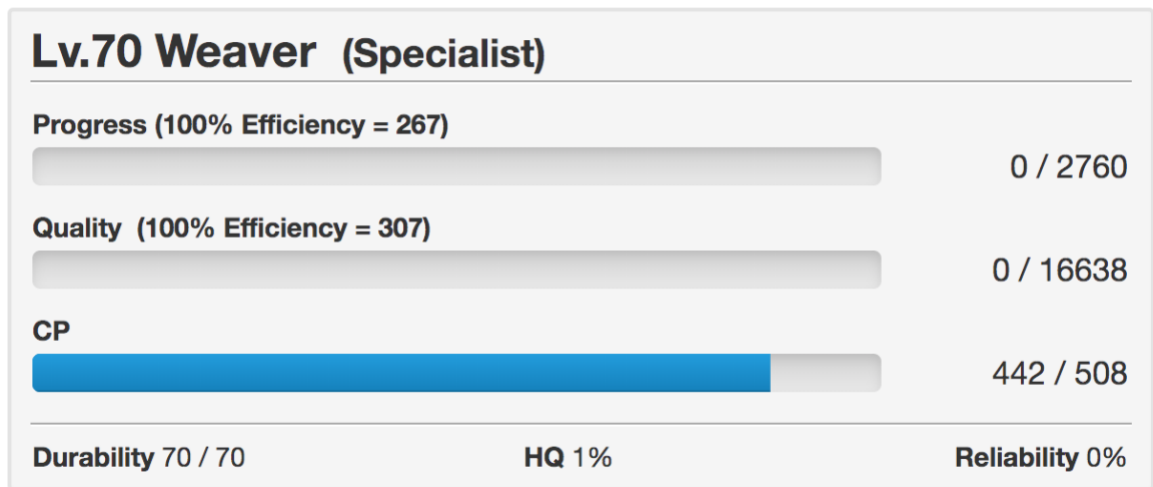 Lv.70 Weaver (Specialist)
Progress (100% Efficiency = 267)
0 / 2760
Quality (100% Efficiency = 307)
0 / 16638
CP
442 / 508
Durability 70 / 70 HQ 1% Reliability 0%